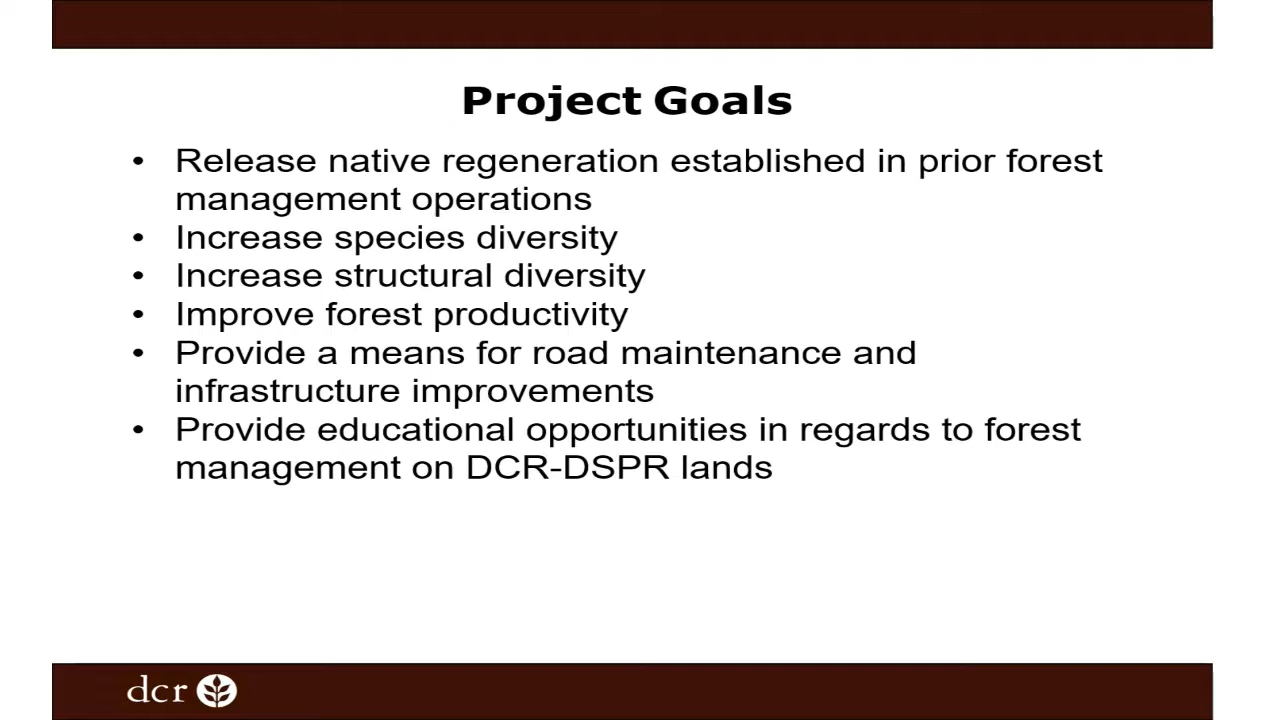 Project Goals
• Release native regeneration established in prior forest
management operations
• Increase species diversity
• Increase structural diversity
• Improve forest productivity
• Provide a means for road maintenance and
infrastructure improvements
• Provide educational opportunities in regards to forest
management on DCR-DSPR lands
dcr